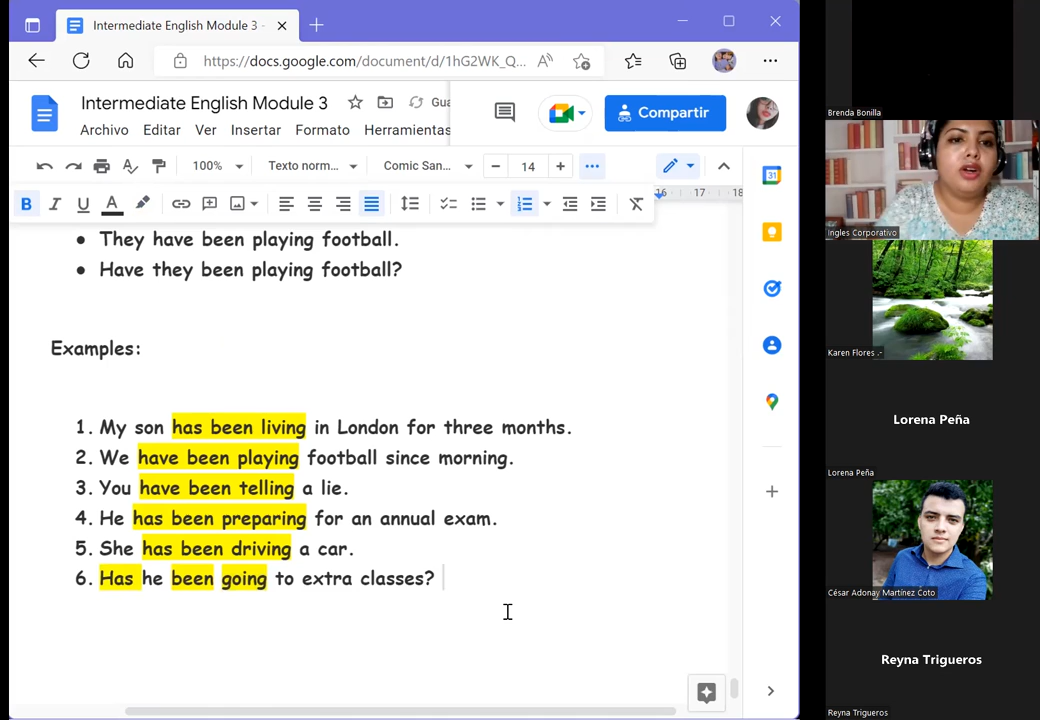 Intermediate English Module 3 -
https://docs.google.com/document/d/1hG2WK_Q...
Intermediate English Module 3
Gua
Compartir
Archivo Editar Ver Insertar Formato Herramientas
100% Texto norm... Comic San... 14
B I U A
16 17 18
They have been playing football.
Have they been playing football?
Examples:
1. My son has been living in London for three months.
2. We have been playing football since morning.
3. You have been telling a lie.
4. He has been preparing for an annual exam.
5. She has been driving a car.
6. Has he been going to extra classes?
31
Brenda Bonilla
Ingles Corporativo
Karen Flores .-
Lorena Peña
Lorena Peña
César Adonay Martínez Coto
Reyna Trigueros
Reyna Trigueros